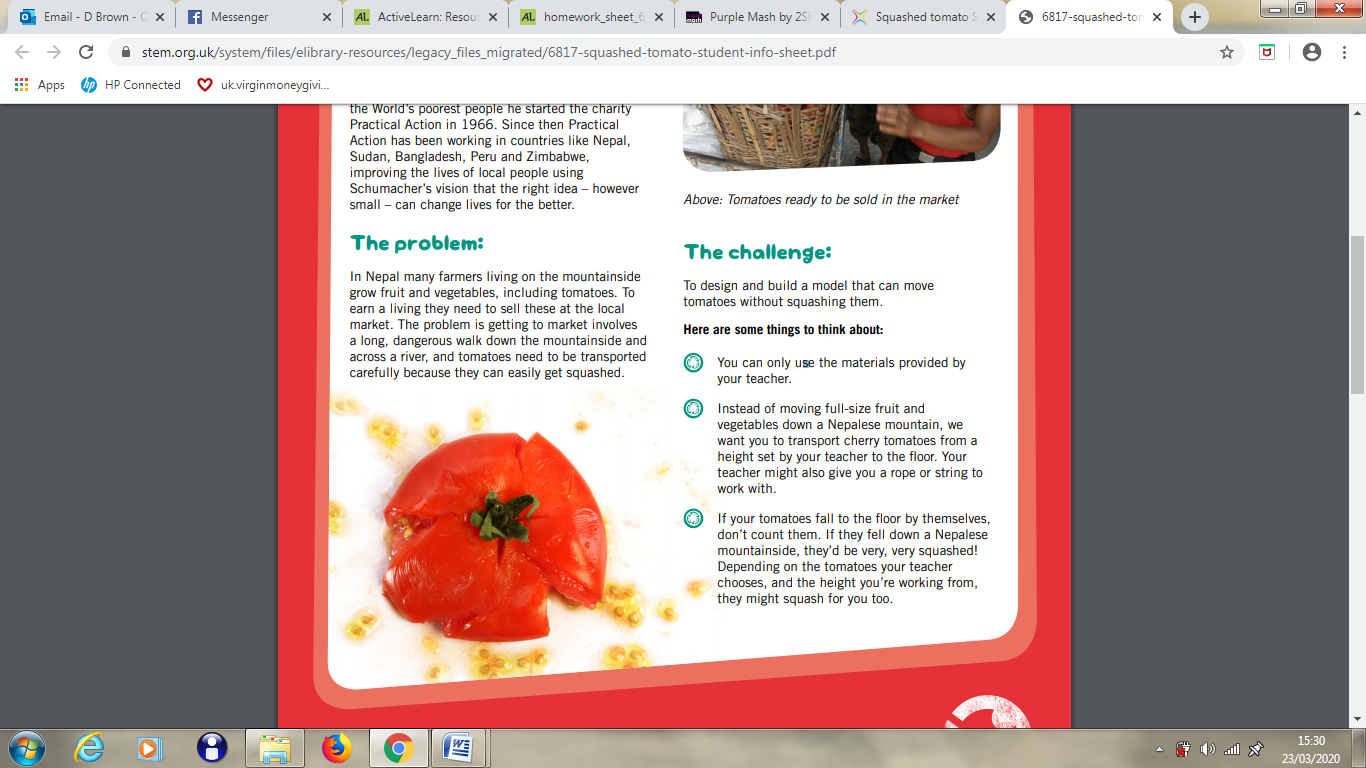 Email - D Brown - C
Messenger
ActiveLearn: Resour
homework_sheet_6
Purple Mash by 2Si
Squashed tomato S
6817-squashed-tom
stem.org.uk/system/files/elibrary-resources/legacy_files_migrated/6817-squashed-tomato-student-info-sheet.pdf
Apps
HP Connected
uk.virginmoneygivi...
the World's poorest people he started the charity
Practical Action in 1966. Since then Practical
Action has been working in countries like Nepal,
Sudan, Bangladesh, Peru and Zimbabwe,
improving the lives of local people using
Schumacher's vision that the right idea – however
small – can change lives for the better.
The problem:
In Nepal many farmers living on the mountainside
grow fruit and vegetables, including tomatoes. To
earn a living they need to sell these at the local
market. The problem is getting to market involves
a long, dangerous walk down the mountainside and
across a river, and tomatoes need to be transported
carefully because they can easily get squashed.
Above: Tomatoes ready to be sold in the market
The challenge:
To design and build a model that can move
tomatoes without squashing them.
Here are some things to think about:
You can only use the materials provided by
your teacher.
Instead of moving full-size fruit and
vegetables down a Nepalese mountain, we
want you to transport cherry tomatoes from a
height set by your teacher to the floor. Your
teacher might also give you a rope or string to
work with.
If your tomatoes fall to the floor by themselves,
don't count them. If they fell down a Nepalese
mountainside, they'd be very, very squashed!
Depending on the tomatoes your teacher
chooses, and the height you're working from,
they might squash for you too.
15:30
23/03/2020